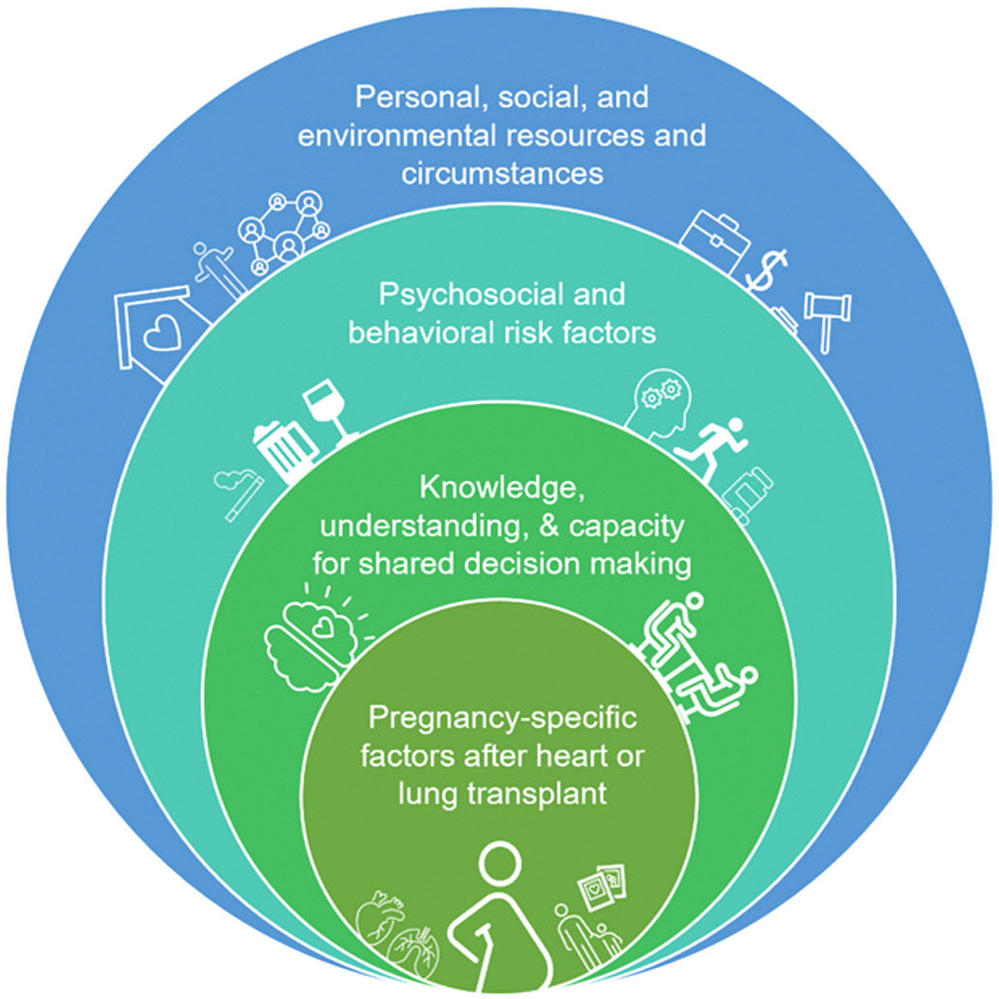 Personal, social, and
environmental resources and
circumstances
$
Psychosocial and
behavioral risk factors
Knowledge,
understanding, & capacity
for shared decision making
Pregnancy-specific
factors after heart or
lung transplant